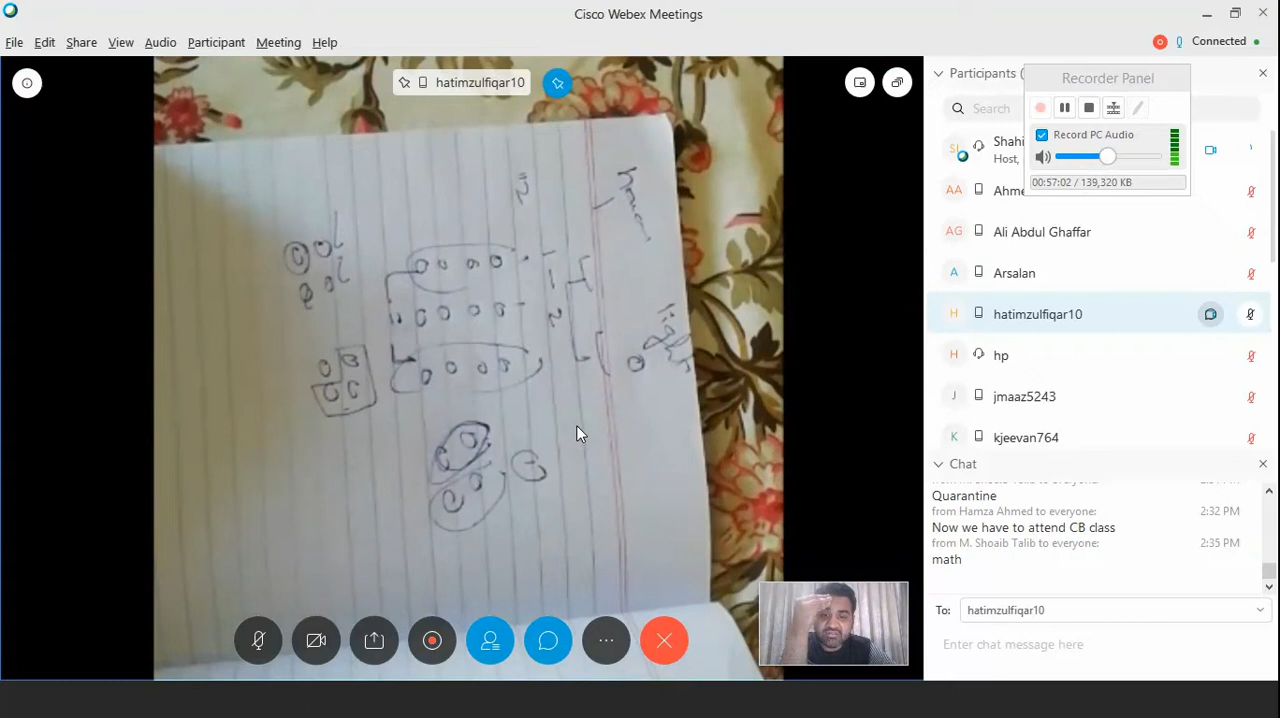 Cisco Webex Meetings
File Edit Share View Audio Participant Meeting Help
Connected
hatimzulfiqar10
Participants (
Recorder Panel
Search
Record PC Audio
00:57:02 / 139,320 KB
SI
Shahi
Host,
AA Ahme
AG Ali Abdul Ghaffar
A Arsalan
H hatimzulfiqar10
H hp
J jmaaz5243
K kjeevan764
Chat
Quarantine
from Hamza Ahmed to everyone: 2:32 PM
Now we have to attend CB class
from M. Shoaib Talib to everyone: 2:35 PM
math
To: hatimzulfiqar10
Enter chat message here
light